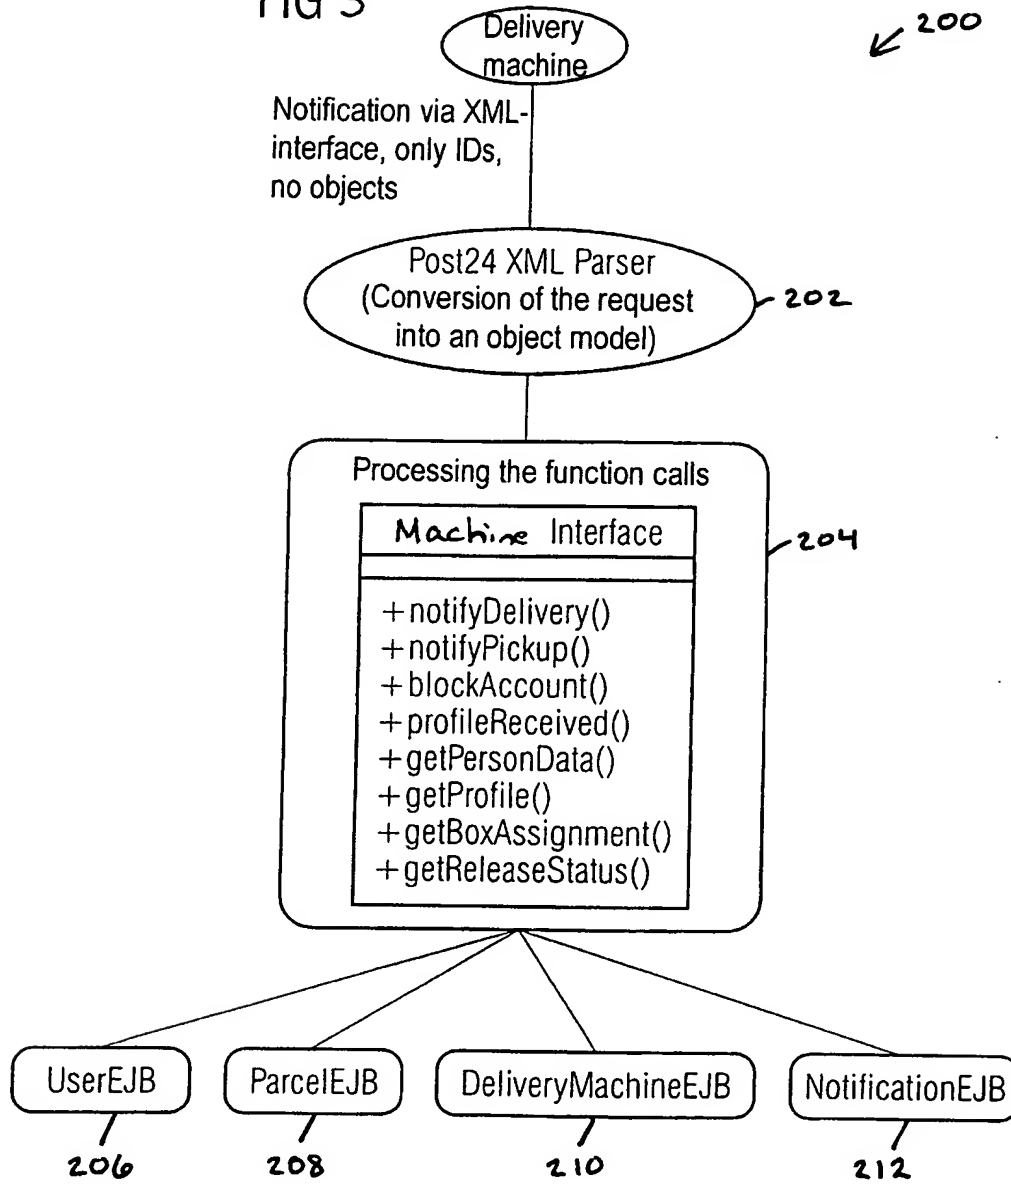 FIG 3
200
Delivery
machine
Notification via XML-
interface, only IDs,
no objects
Post24 XML Parser
(Conversion of the request
into an object model)
202
Processing the function calls
Machine Interface
204
+notifyDelivery()
+notifyPickup()
+blockAccount()
+profileReceived()
+getPersonData()
+getProfile()
+getBoxAssignment()
+getReleaseStatus()
UserEJB
ParcelEJB
DeliveryMachineEJB
NotificationEJB
206
208
210
212